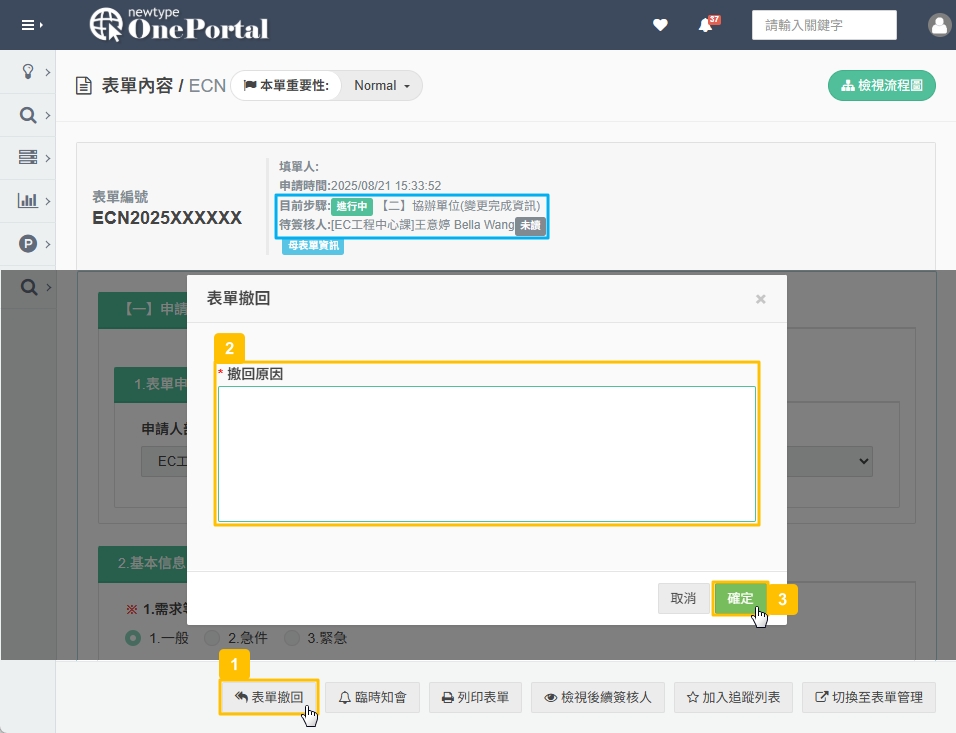 newtype
OnePortal
37
請輸入關鍵字
表單內容 / ECN
本單重要性:
Normal
檢視流程圖
表單編號
ECN2025XXXXXX
填單人:
申請時間:2025/08/21 15:33:52
目前步驟: 進行中 【二】協辦單位(變更完成資訊)
待簽核人:[EC工程中心課]王意婷 Bella Wang 未讀
母表單資訊
P
【一】申請
表單撤回
×
2
* 撤回原因
1.表單申
申請人
EC工
2.基本信息
※ 1.需求
1.一般 2.急件 3.緊急
取消
確定
3
1
表單撤回
臨時知會
列印表單
檢視後續簽核人
加入追蹤列表
切換至表單管理